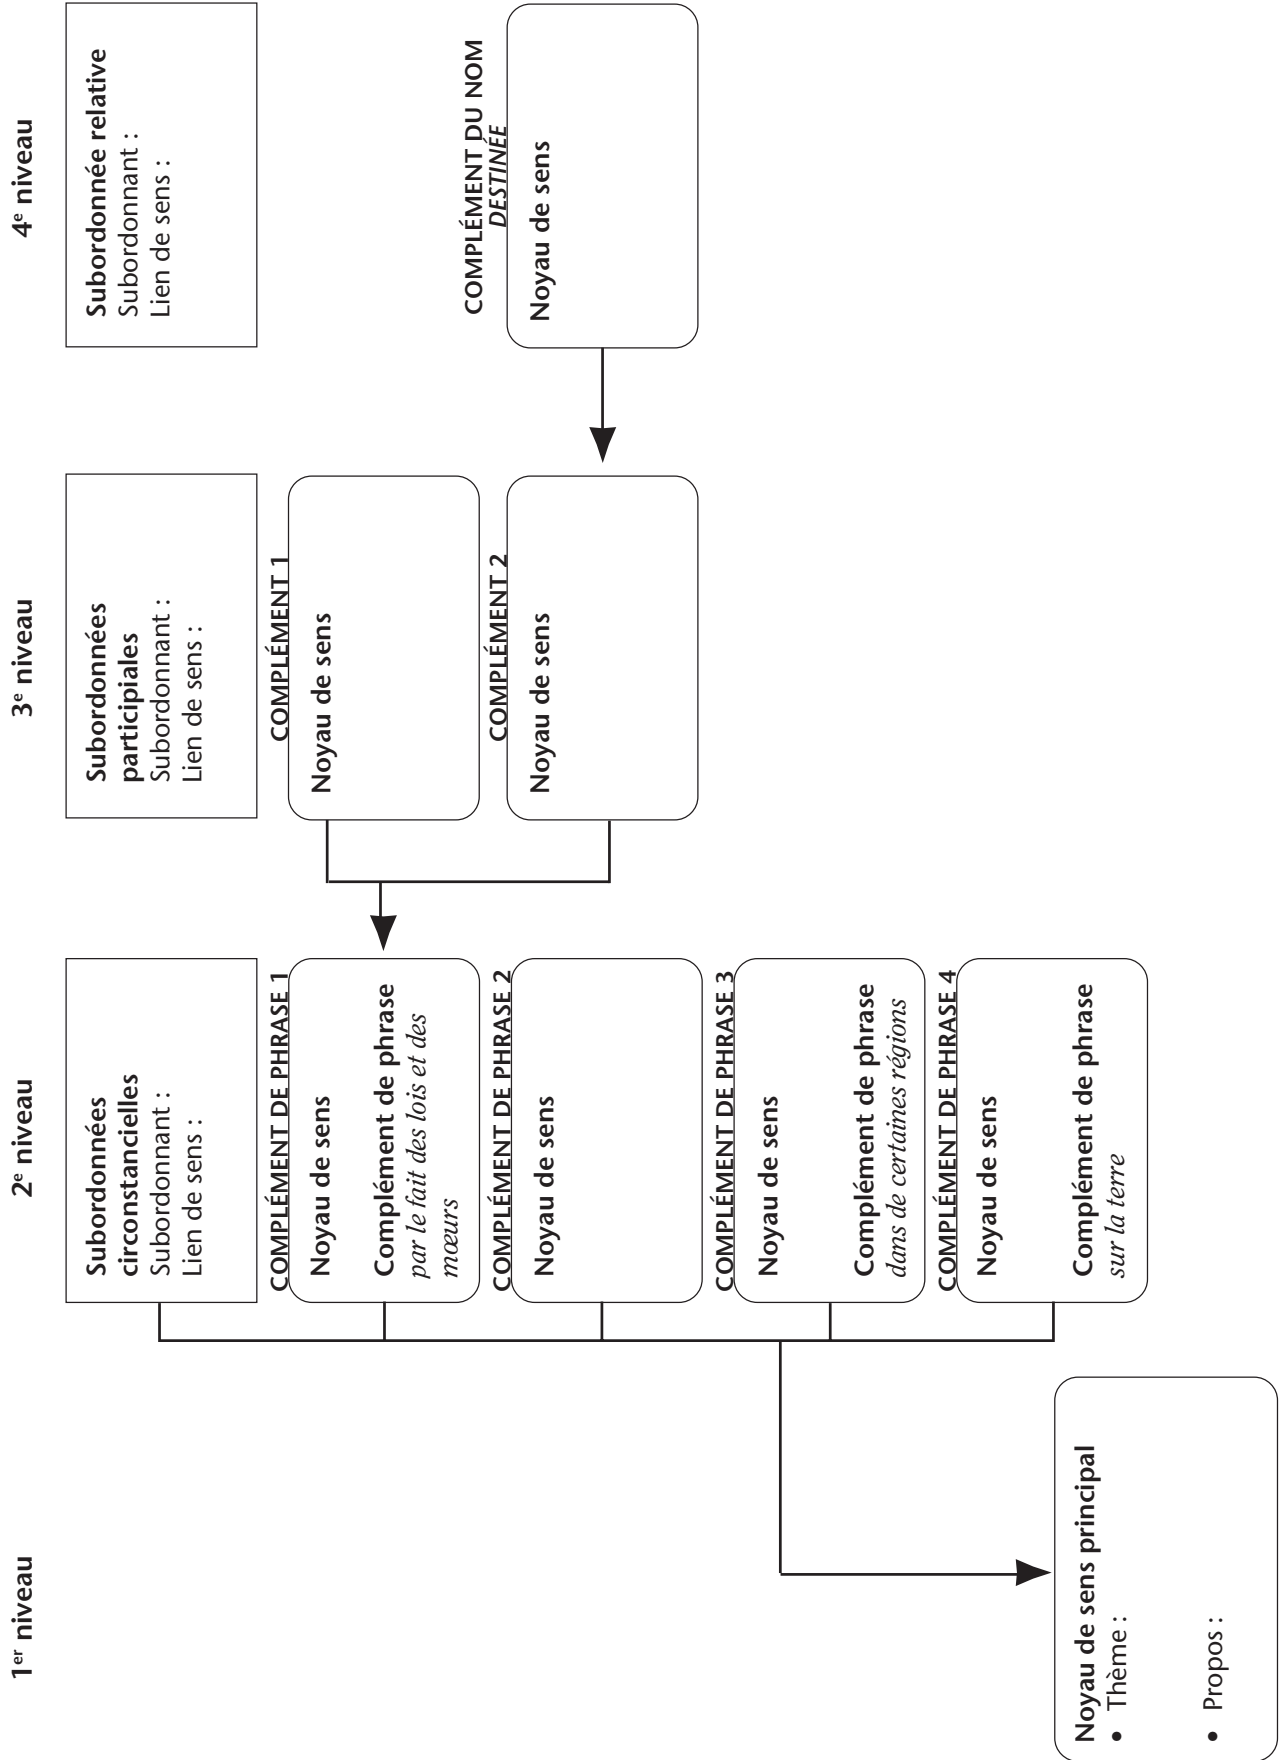 1er niveau
2e niveau
3e niveau
4e niveau
Subordonnées
circonstancielles
Subordonnant :
Lien de sens :
Subordonnées
participiales
Subordonnant :
Lien de sens :
Subordonnée relative
Subordonnant :
Lien de sens :
COMPLÉMENT DE PHRASE 1
Noyau de sens
Complément de phrase
par le fait des lois et des
mœurs
COMPLÉMENT 1
Noyau de sens
COMPLÉMENT DE PHRASE 2
Noyau de sens
COMPLÉMENT 2
Noyau de sens
COMPLÉMENT DU NOM
DESTINÉE
Noyau de sens
COMPLÉMENT DE PHRASE 3
Noyau de sens
Complément de phrase
dans de certaines régions
COMPLÉMENT DE PHRASE 4
Noyau de sens
Complément de phrase
sur la terre
Noyau de sens principal
• Thème :
• Propos :